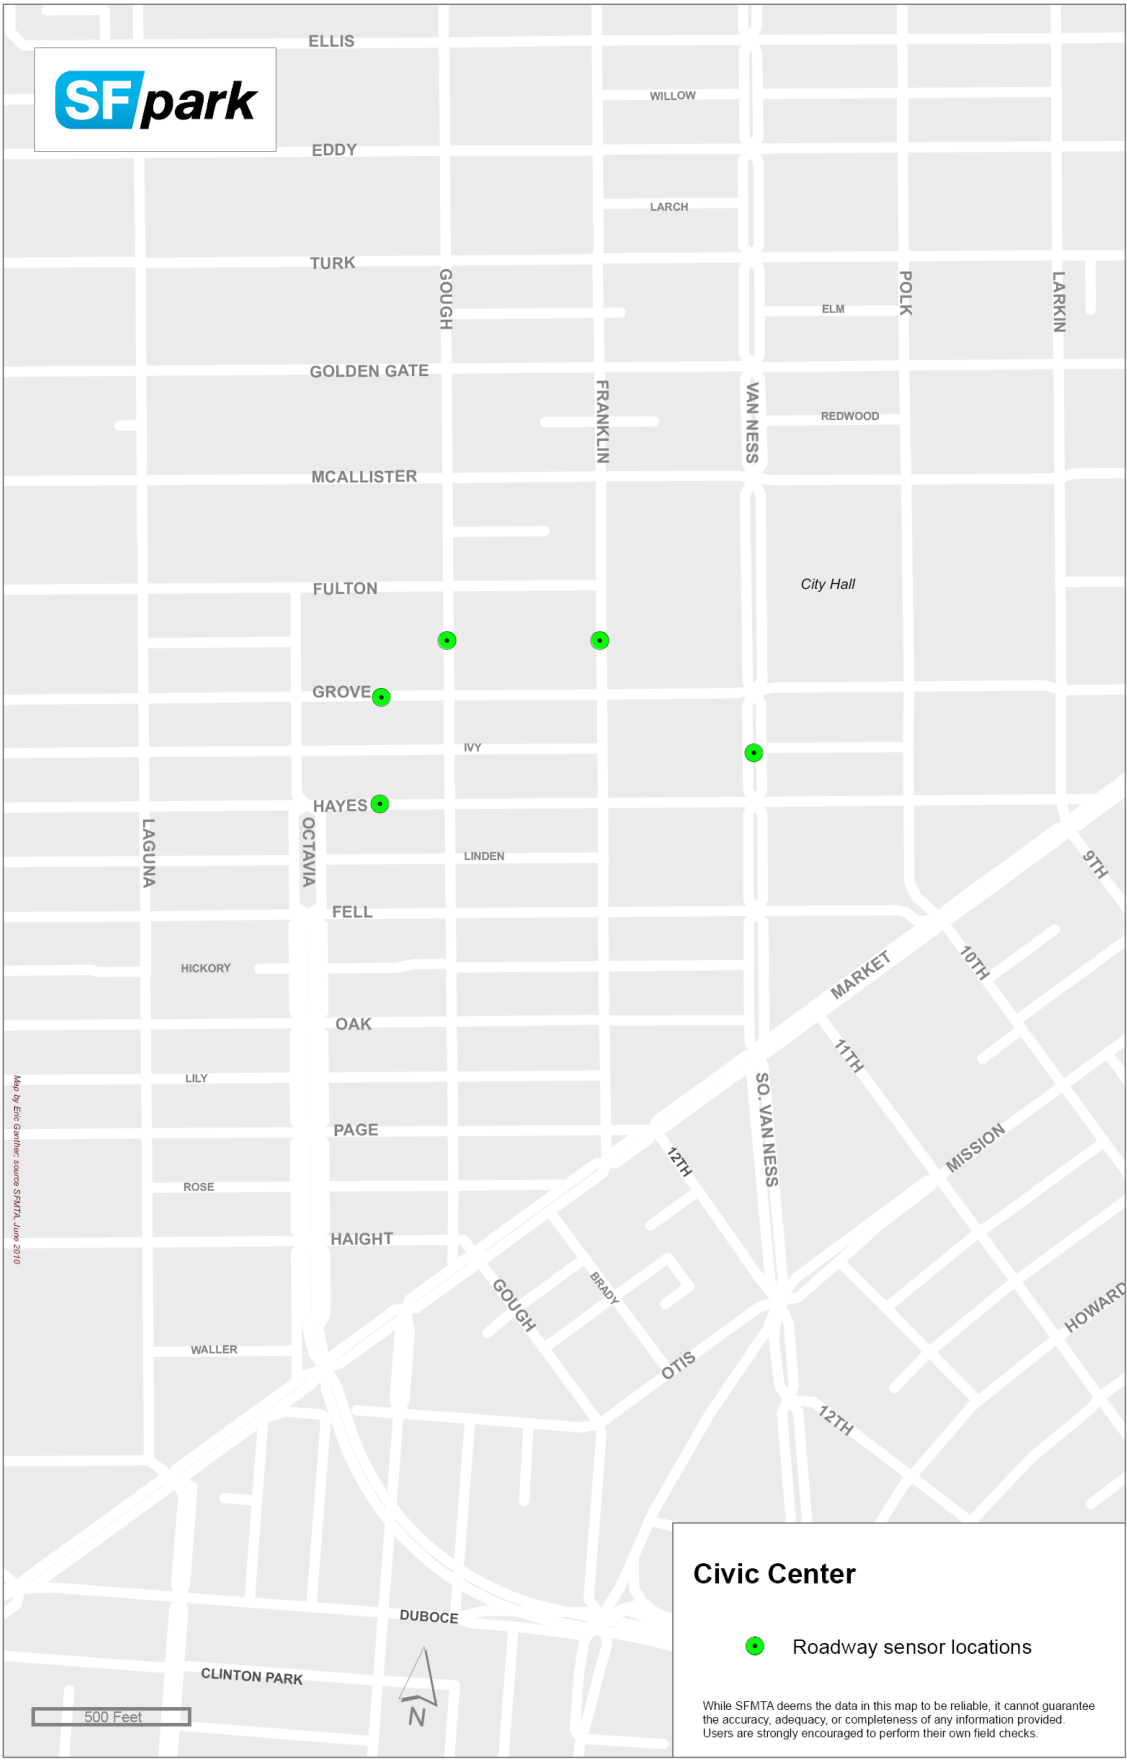 ELLIS
SFpark
WILLOW
EDDY
LARCH
TURK
GOUGH
POLK
LARKIN
ELM
GOLDEN GATE
FRANKLIN
VAN NESS
REDWOOD
MCALLISTER
City Hall
FULTON
GROVE
IVY
HAYES
LAGUNA
OCTAVIA
LINDEN
9TH
FELL
HICKORY
MARKET
10TH
OAK
11TH
LILY
SO. VAN NESS
Map by Eric Ganther; source SFMTA, June 2010
PAGE
12TH
MISSION
ROSE
HAIGHT
GOUGH
BRADY
HOWARD
WALLER
OTIS
12TH
DUBOCE
CLINTON PARK
500 Feet
N
Civic Center
Roadway sensor locations
While SFMTA deems the data in this map to be reliable, it cannot guarantee
the accuracy, adequacy, or completeness of any information provided.
Users are strongly encouraged to perform their own field checks.